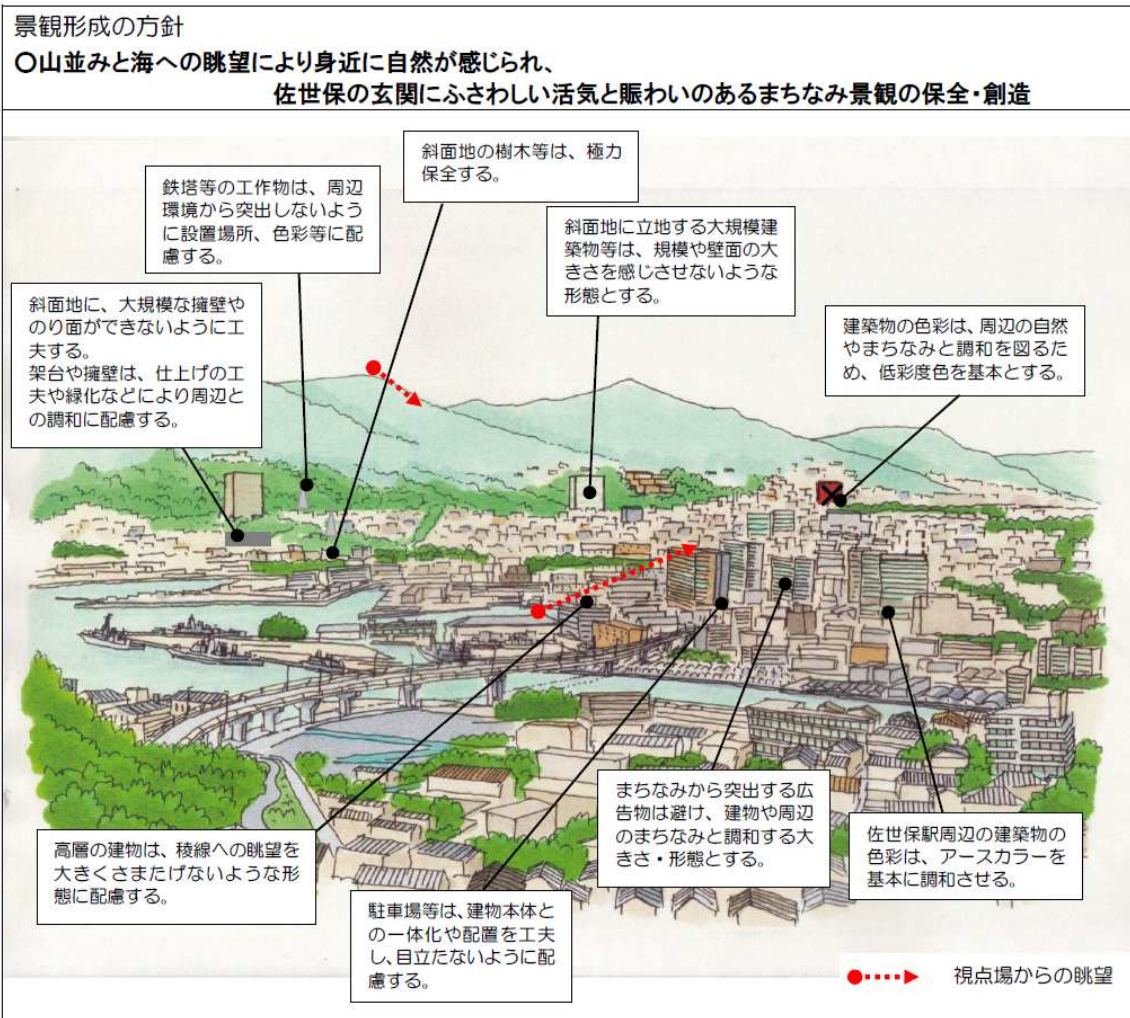 景観形成の方針
〇山並みと海への眺望により身近に自然が感じられ、
佐世保の玄関にふさわしい活気と賑わいのあるまちなみ景観の保全・創造
斜面地の樹木等は、極力
保全する。
鉄塔等の工作物は、周辺
環境から突出しないよう
に設置場所、色彩等に配
慮する。
斜面地に立地する大規模建
築物等は、規模や壁面の大
きさを感じさせないような
形態とする。
斜面地に、大規模な擁壁や
のり面ができないように工
夫する。
架台や擁壁は、仕上げの工
夫や緑化などにより周辺と
の調和に配慮する。
建築物の色彩は、周辺の自然
やまちなみと調和を図るた
め、低彩度色を基本とする。
まちなみから突出する広
告物は避け、建物や周辺
のまちなみと調和する大
きさ・形態とする。
佐世保駅周辺の建築物の
色彩は、アースカラーを
基本に調和させる。
高層の建物は、稜線への眺望を
大きくさまたげないような形
態に配慮する。
駐車場等は、建物本体と
の一体化や配置を工夫
し、目立たないように配
慮する。
視点場からの眺望